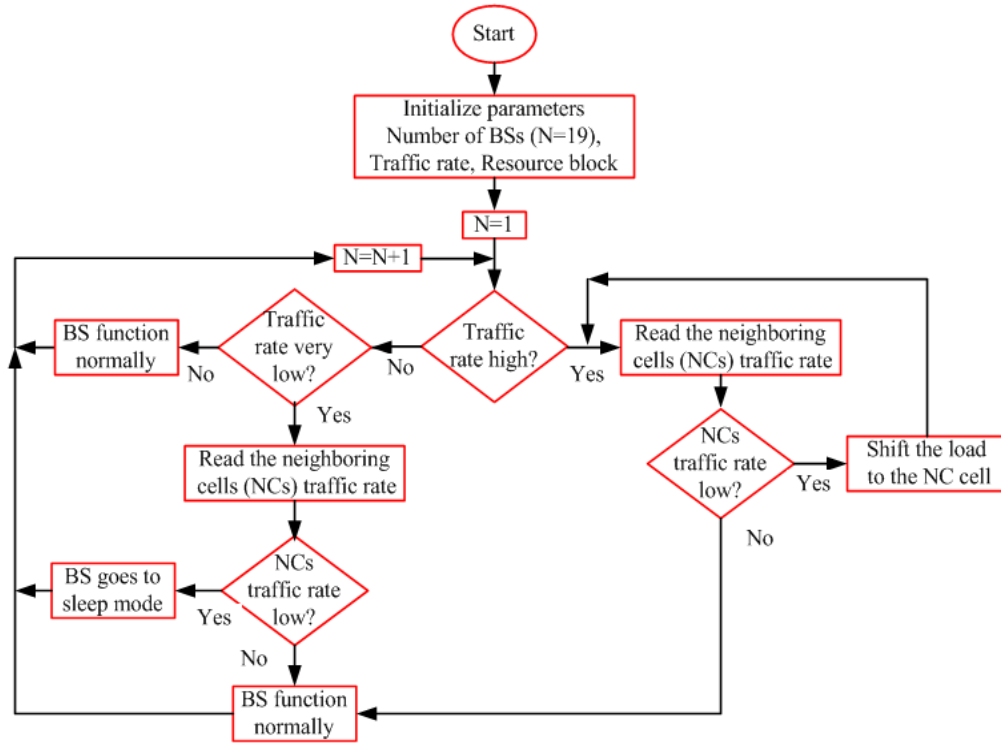 Start
Initialize parameters
Number of BSs (N=19),
Traffic rate, Resource block
N=1
N=N+1
BS function
normally
No
Traffic
rate very
low?
No
Traffic
rate high?
Yes
Read the neighboring
cells (NCs) traffic rate
Yes
Read the neighboring
cells (NCs) traffic rate
NCs
traffic rate
low?
Yes
Shift the load
to the NC cell
No
BS goes to
sleep mode
Yes
NCs
traffic rate
low?
No
BS function
normally